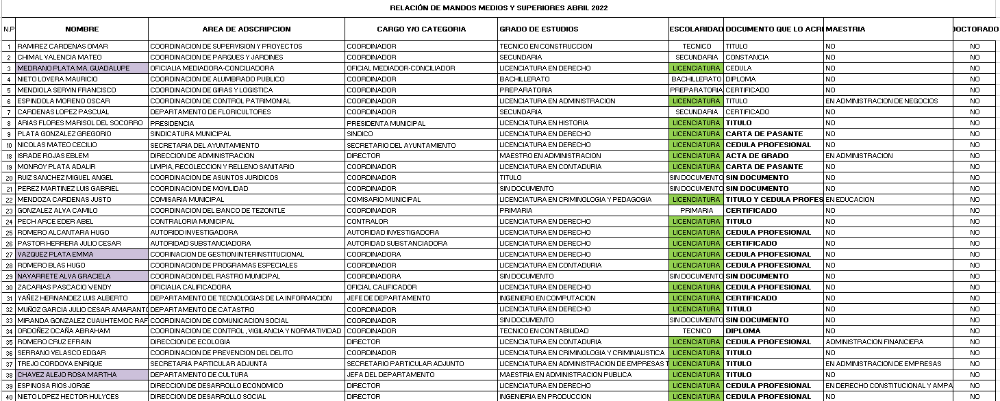 RELACIÓN DE MANDOS MEDIOS Y SUPERIORES ABRIL 2022
N.P NOMBRE AREA DE ADSCRIPCION CARGO Y/O CATEGORIA GRADO DE ESTUDIOS ESCOLARIDAD DOCUMENTO QUE LO ACRI MAESTRIA DOCTORADO
1 RAMIREZ CARDENAS OMAR COORDINACION DE SUPERVISION Y PROYECTOS COORDINADOR TECNICO EN CONSTRUCCION TECNICO TITULO NO NO
2 CHIMAL VALENCIA MATEO COORDINACION DE PARQUES Y JARDINES COORDINADOR SECUNDARIA SECUNDARIA CONSTANCIA NO NO
3 MEDRANO PLATA MA. GUADALUPE OFICIALIA MEDIADORA-CONCILIADORA OFICIAL MEDIADOR-CONCILIADOR LICENCIATURA EN DERECHO LICENCIATURA CEDULA NO NO
4 NIETO LOVERA MAURICIO COORDINACION DE ALUMBRADO PUBLICO COORDINADOR BACHILLERATO BACHILLERATO DIPLOMA NO NO
5 MENDIOLA SERVIN FRANCISCO COORDINACION DE GIRAS Y LOGISTICA COORDINADOR PREPARATORIA PREPARATORIA CERTIFICADO NO NO
6 ESPINDOLA MORENO OSCAR COORDINACION DE CONTROL PATRIMONIAL COORDINADOR LICENCIATURA EN ADMINISTRACION LICENCIATURA TITULO EN ADMINISTRACION DE NEGOCIOS NO
7 CARDENAS LOPEZ PASCUAL DEPARTAMENTO DE FLORICULTORES COORDINADOR SECUNDARIA SECUNDARIA CERTIFICADO NO NO
8 ARIAS FLORES MARISOL DEL SOCORRO PRESIDENCIA PRESIDENTA MUNICIPAL LICENCIATURA EN HISTORIA LICENCIATURA TITULO NO NO
9 PLATA GONZALEZ GREGORIO SINDICATURA MUNICIPAL SINDICO LICENCIATURA EN DERECHO LICENCIATURA CARTA DE PASANTE NO NO
10 NICOLAS MATEO CECILIO SECRETARIA DEL AYUNTAMIENTO SECRETARIO DEL AYUNTAMIENTO LICENCIATURA EN DERECHO LICENCIATURA CEDULA PROFESIONAL NO NO
18 ISRADE ROJAS EBLEM DIRECCION DE ADMINISTRACION DIRECTOR MAESTRO EN ADMINISTRACION LICENCIATURA ACTA DE GRADO EN ADMINISTRACION NO
19 MONROY PLATA ADALIR LIMPIA, RECOLECCION Y RELLENO SANITARIO COORDINADOR LICENCIATURA EN CONTADURIA LICENCIATURA CARTA DE PASANTE NO NO
20 RUIZ SANCHEZ MIGUEL ANGEL COORDINACION DE ASUNTOS JURIDICOS COORDINADOR TITULO SIN DOCUMENTO SIN DOCUMENTO NO NO
21 PEREZ MARTINEZ LUIS GABRIEL COORDINACION DE MOVILIDAD COORDINADOR SIN DOCUMENTO SIN DOCUMENTO SIN DOCUMENTO NO NO
22 MENDOZA CARDENAS JUSTO COMISARIA MUNICIPAL COMISARIO MUNICIPAL LICENCIATURA EN CRIMINOLOGIA Y PEDAGOGIA LICENCIATURA TITULO Y CEDULA PROFES EN EDUCACION NO
23 GONZALEZ ALVA CAMILO COORDINACION DEL BANCO DE TEZONTLE COORDINADOR PRIMARIA PRIMARIA CERTIFICADO NO NO
24 PECH ARCE EDER ABEL CONTRALORIA MUNICIPAL CONTRALOR LICENCIATURA EN DERECHO LICENCIATURA TITULO NO NO
25 ROMERO ALCANTARA HUGO AUTORIDD INVESTIGADORA AUTORIDAD INVESTIGADORA LICENCIATURA EN DERECHO LICENCIATURA CEDULA PROFESIONAL NO NO
26 PASTOR HERRERA JULIO CESAR AUTORIDAD SUBSTANCIADORA AUTORIDAD SUBSTANCIADORA LICENCIATURA EN DERECHO LICENCIATURA CERTIFICADO NO NO
27 VAZQUEZ PLATA EMMA COORINACION DE GESTION INTERINSTITUCIONAL COORDINADORA LICENCIATURA EN DERECHO LICENCIATURA CEDULA PROFESIONAL NO NO
28 ROMERO BLAS HUGO COORDINACION DE PROGRAMAS ESPECIALES COORDINADOR LICENCIATURA EN CONTADURIA LICENCIATURA CEDULA PROFESIONAL NO NO
29 NAVARRETE ALVA GRACIELA COORDINACION DEL RASTRO MUNICIPAL COORDINADORA SIN DOCUMENTO SIN DOCUMENTO SIN DOCUMENTO NO NO
30 ZACARIAS PASCACIO WENDY OFICIALIA CALIFICADORA OFICIAL CALIFICADOR LICENCIATURA EN DERECHO LICENCIATURA CEDULA PROFESIONAL NO NO
31 YAÑEZ HERNANDEZ LUIS ALBERTO DEPARTAMENTO DE TECNOLOGIAS DE LA INFORMACION JEFE DE DEPARTAMENTO INGENIERO EN COMPUTACION LICENCIATURA CERTIFICADO NO NO
32 MUÑOZ GARCIA JULIO CESAR AMARANTO DEPARTAMENTO DE CATASTRO COORDINADOR LICENCIATURA EN DERECHO LICENCIATURA TITULO NO NO
33 MIRANDA GONZALEZ CUAUHTEMOC RAF COORDINACION DE COMUNICACION SOCIAL COORDINADOR SIN DOCUMENTO SIN DOCUMENTO SIN DOCUMENTO NO NO
34 ORDOÑEZ OCAÑA ABRAHAM COORDINACION DE CONTROL , VIGILANCIA Y NORMATIVIDAD COORDINADOR TECNICO EN CONTABILIDAD TECNICO DIPLOMA NO NO
35 ROMERO CRUZ EFRAIN DIRECCION DE ECOLOGIA DIRECTOR LICENCIATURA EN CONTADURIA LICENCIATURA CEDULA PROFESIONAL ADMINISTRACION FINANCIERA NO
36 SERRANO VELASCO EDGAR COORDINACION DE PREVENCION DEL DELITO COORDINADOR LICENCIATURA EN CRIMINOLOGIA Y CRIMINALISTICA LICENCIATURA TITULO NO NO
37 TREJO CORDOVA ENRIQUE SECRETARIA PARTICULAR ADJUNTA SECRETARIO PARTICULAR ADJUNTO LICENCIATURA EN ADMINISTRACION DE EMPRESAS T LICENCIATURA TITULO EN ADMINISTRACION DE EMPRESAS NO
38 CHAVEZ ALEJO ROSA MARTHA DEPARTAMENTO DE CULTURA JEFA DEL DEPARTAMENTO MAESTRIA EN ADMINISTRACION PUBLICA LICENCIATURA TITULO NO NO
39 ESPINOSA RIOS JORGE DIRECCION DE DESARROLLO ECONOMICO DIRECTOR LICENCIATURA EN DERECHO LICENCIATURA CEDULA PROFESIONAL EN DERECHO CONSTITUCIONAL Y AMPA NO
40 NIETO LOPEZ HECTOR HULYCES DIRECCION DE DESARROLLO SOCIAL DIRECTOR INGENIERIA EN PRODUCCION LICENCIATURA CEDULA PROFESIONAL NO NO